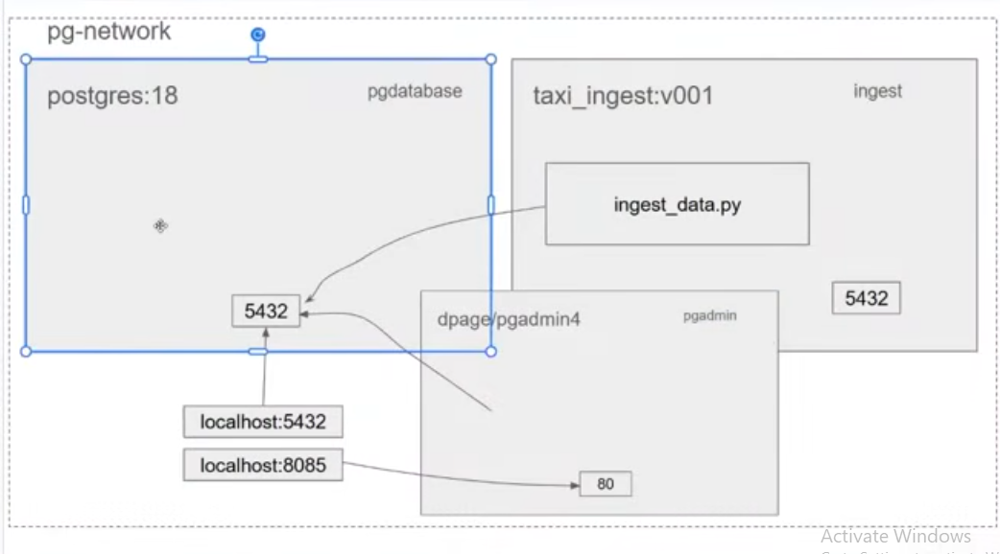 pg-network
postgres:18
pgdatabase
taxi_ingest:v001
ingest
ingest_data.py
5432
5432
dpage/pgadmin4
pgadmin
localhost:5432
localhost:8085
80
Activate Windows